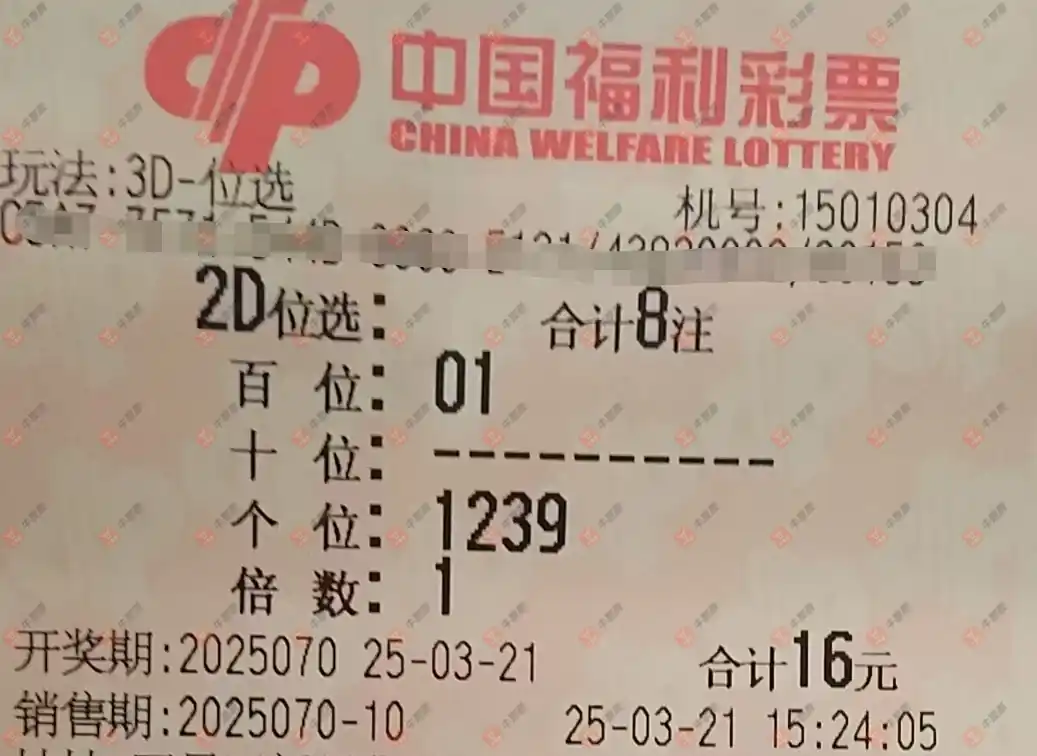 中国福利彩票
CHINA WELFARE LOTTERY
玩法:3D-位选
机号:15010304
2D位选: 合计8注
百 位: 01
十 位: ----------
个 位: 1239
倍 数: 1
开奖期:2025070 25-03-21 合计16元
销售期:2025070-10 25-03-21 15:24:05